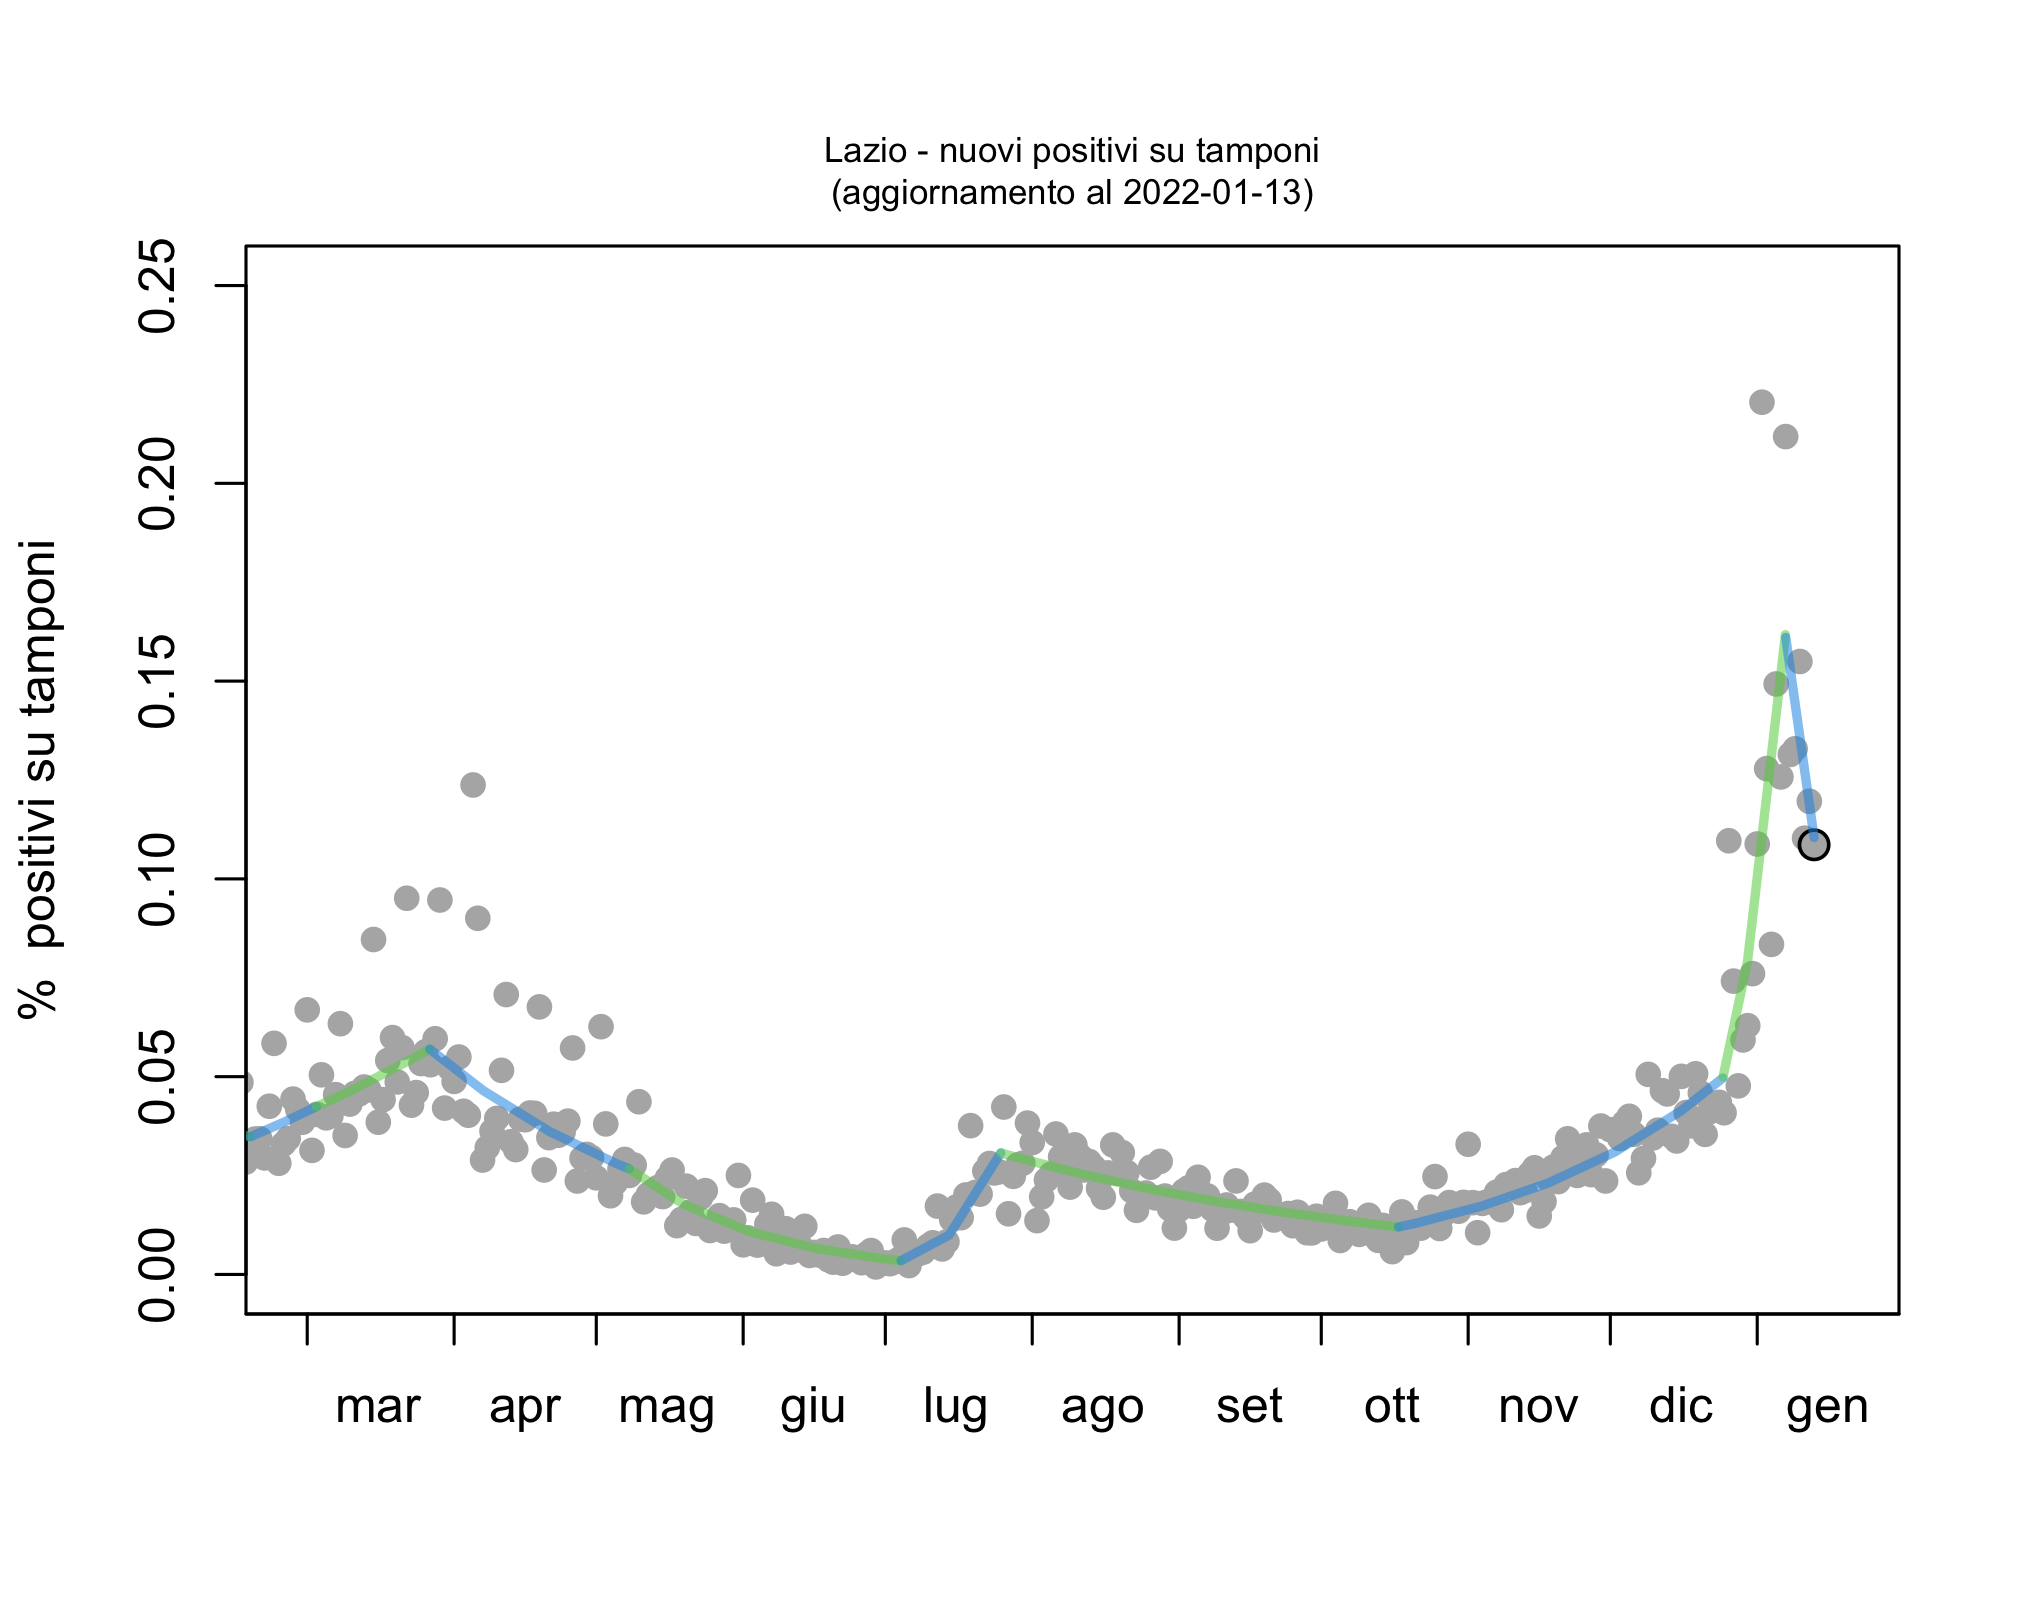 Lazio - nuovi positivi su tamponi
(aggiornamento al 2022-01-13)
% positivi su tamponi
0.25
0.20
0.15
0.10
0.05
0.00
mar apr mag giu lug ago set ott nov dic gen